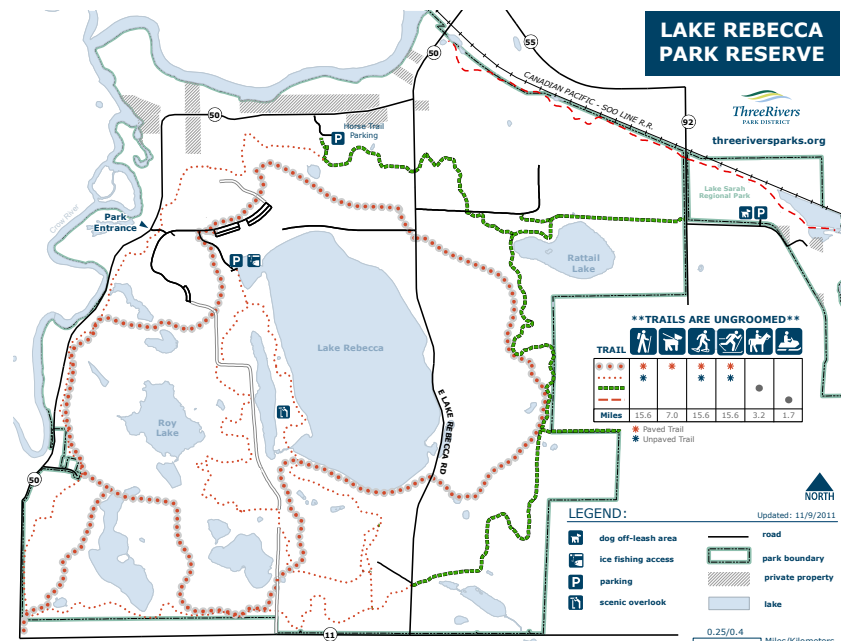 LAKE REBECCA
PARK RESERVE
ThreeRivers
PARK DISTRICT
threeriversparks.org
50
55
CANADIAN PACIFIC - SOO LINE R.R.
92
50
Horse Trail
Parking
P
Lake Sarah
Regional Park
P
Crow River
Park
Entrance
P
Rattail
Lake
Lake Rebecca
E LAKE REBECCA RD
Roy
Lake
50
11
**TRAILS ARE UNGROOMED**
TRAIL
Miles 15.6 7.0 15.6 15.6 3.2 1.7
Paved Trail
Unpaved Trail
NORTH
LEGEND:
Updated: 11/9/2011
dog off-leash area
ice fishing access
P parking
scenic overlook
road
park boundary
private property
lake
0.25/0.4
Miles/Kilometers